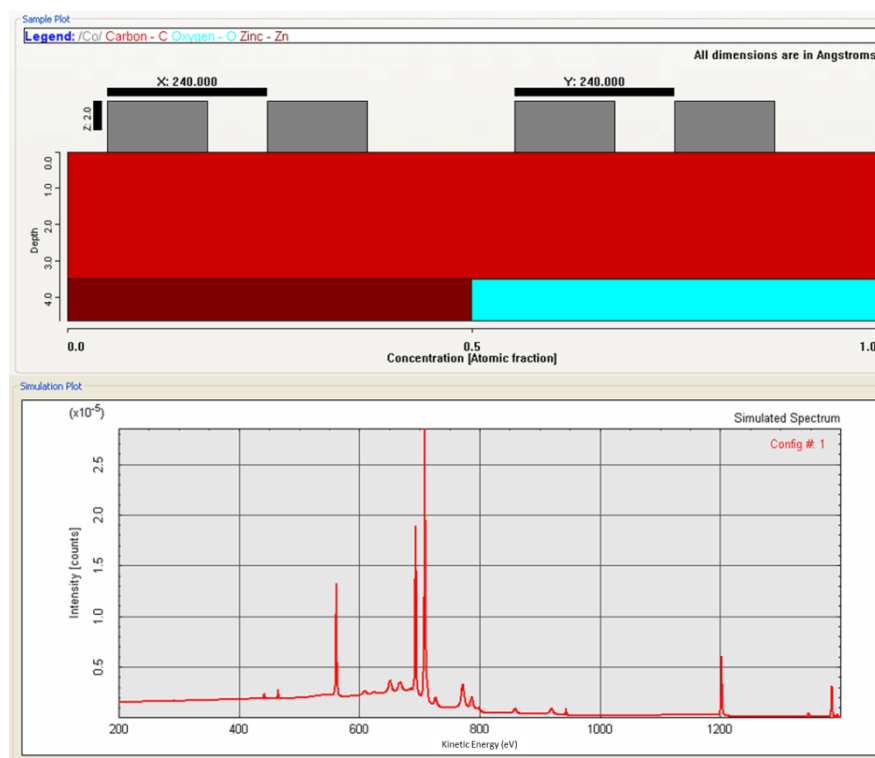 Sample Plot
Legend: /Co/ Carbon - C Oxygen - O Zinc - Zn
All dimensions are in Angstroms
X: 240.000
Y: 240.000
Z: 2.0
0.0
1.0
2.0
3.0
4.0
Depth
0.0
0.5
1.0
Concentration [Atomic fraction]
Simulation Plot
(x10-5)
Simulated Spectrum
Config #: 1
2.5
2.0
1.5
1.0
0.5
Intensity [counts]
200
400
600
800
1000
1200
Kinetic Energy (eV)